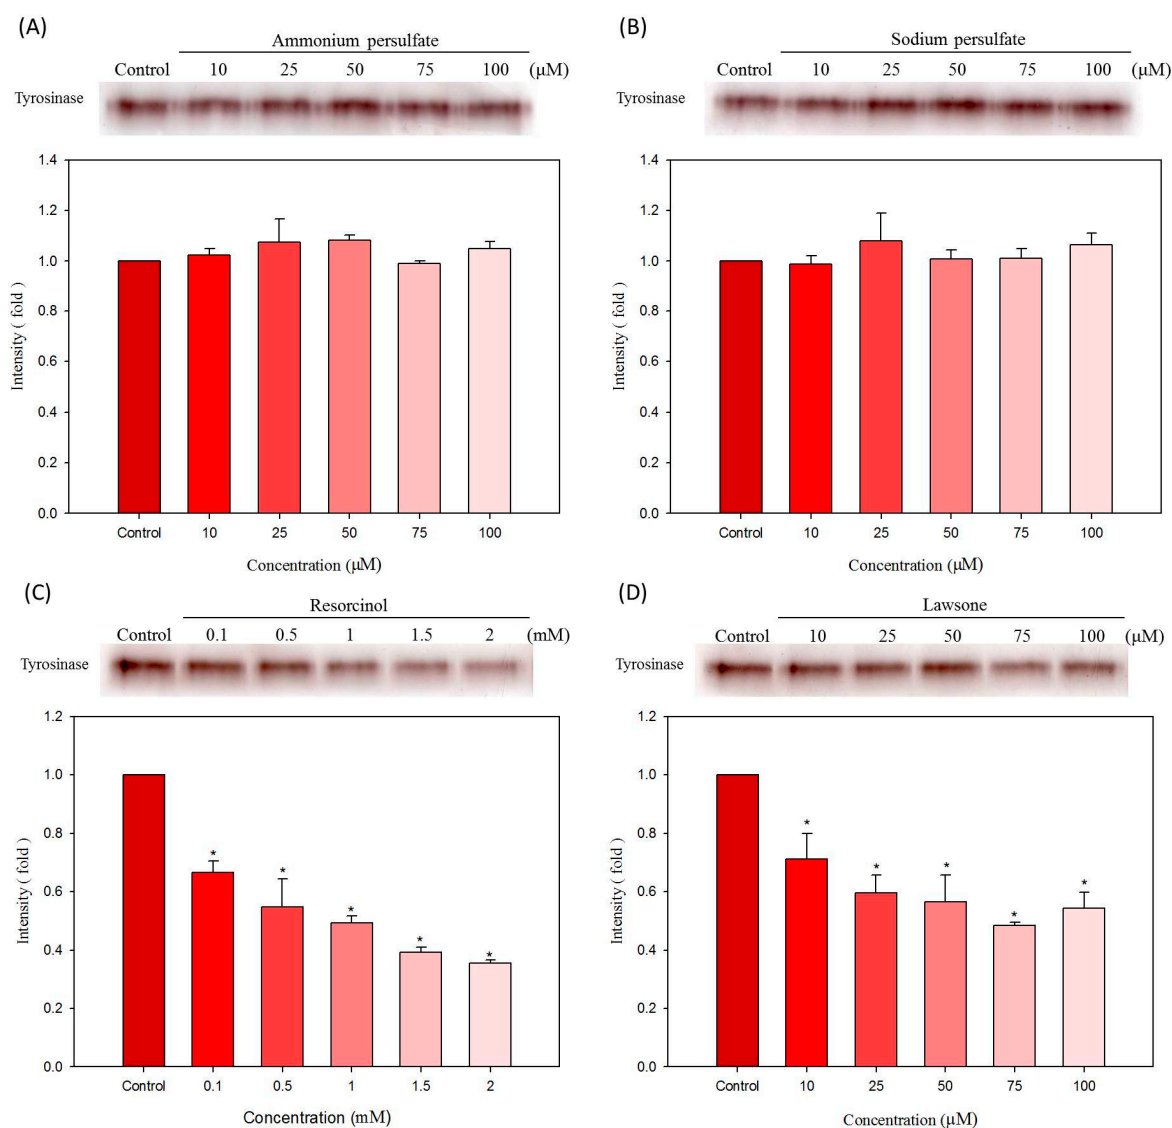 (A)
Ammonium persulfate
Control 10 25 50 75 100 (μM)
Tyrosinase
1.4
1.2
1.0
0.8
0.6
0.4
0.2
0.0
Intensity ( fold )
Control 10 25 50 75 100
Concentration (μM)
(B)
Sodium persulfate
Control 10 25 50 75 100 (μM)
Tyrosinase
1.4
1.2
1.0
0.8
0.6
0.4
0.2
0.0
Intensity ( fold )
Control 10 25 50 75 100
Concentration (μM)
(C)
Resorcinol
Control 0.1 0.5 1 1.5 2 (mM)
Tyrosinase
1.2
1.0
0.8
0.6
0.4
0.2
0.0
Intensity ( fold )
* * * * *
Control 0.1 0.5 1 1.5 2
Concentration (mM)
(D)
Lawsone
Control 10 25 50 75 100 (μM)
Tyrosinase
1.2
1.0
0.8
0.6
0.4
0.2
0.0
Intensity ( fold )
* * * * *
Control 10 25 50 75 100
Concentration (μM)